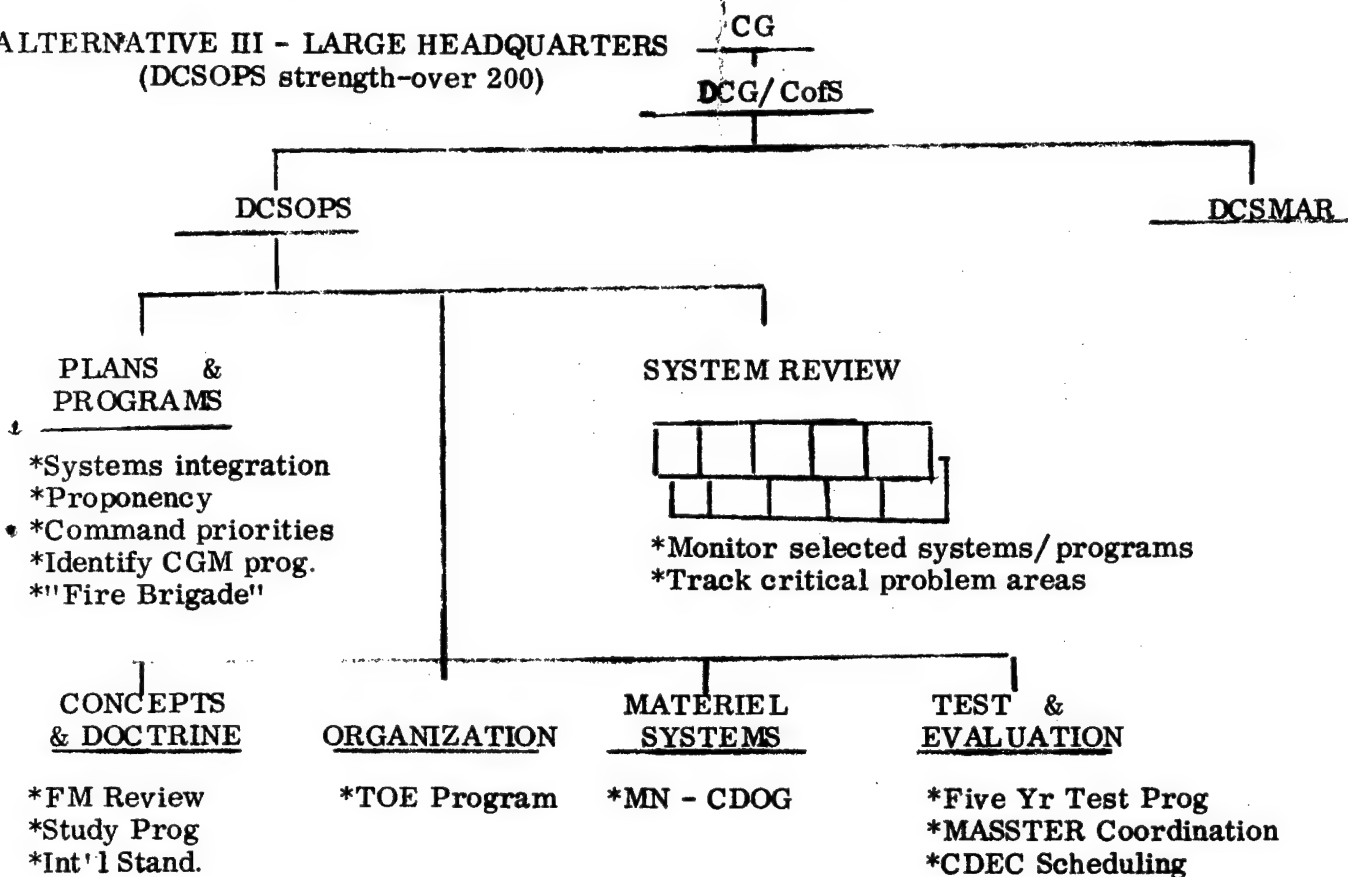 ALTERNATIVE III - LARGE HEADQUARTERS
(DCSOPS strength-over 200)
CG
DCG/CofS
DCSOPS
DCSMAR
PLANS &
PROGRAMS
*Systems integration
*Proponency
*Command priorities
*Identify CGM prog.
*"Fire Brigade"
SYSTEM REVIEW
*Monitor selected systems/programs
*Track critical problem areas
CONCEPTS
& DOCTRINE
*FM Review
*Study Prog
*Int'l Stand.
ORGANIZATION
*TOE Program
MATERIEL
SYSTEMS
*MN - CDOG
TEST &
EVALUATION
*Five Yr Test Prog
*MASSTER Coordination
*CDEC Scheduling